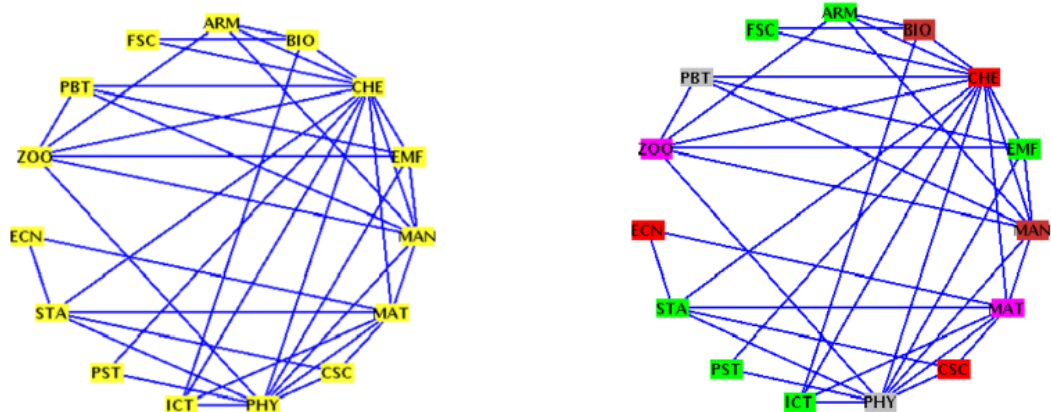 ARM
FSC
BIO
PBT
CHE
ZOO
EMF
ECN
MAN
STA
MAT
PST
CSC
ICT
PHY
ARM
FSC
BIO
PBT
CHE
ZOO
EMF
ECN
MAN
STA
MAT
PST
CSC
ICT
PHY